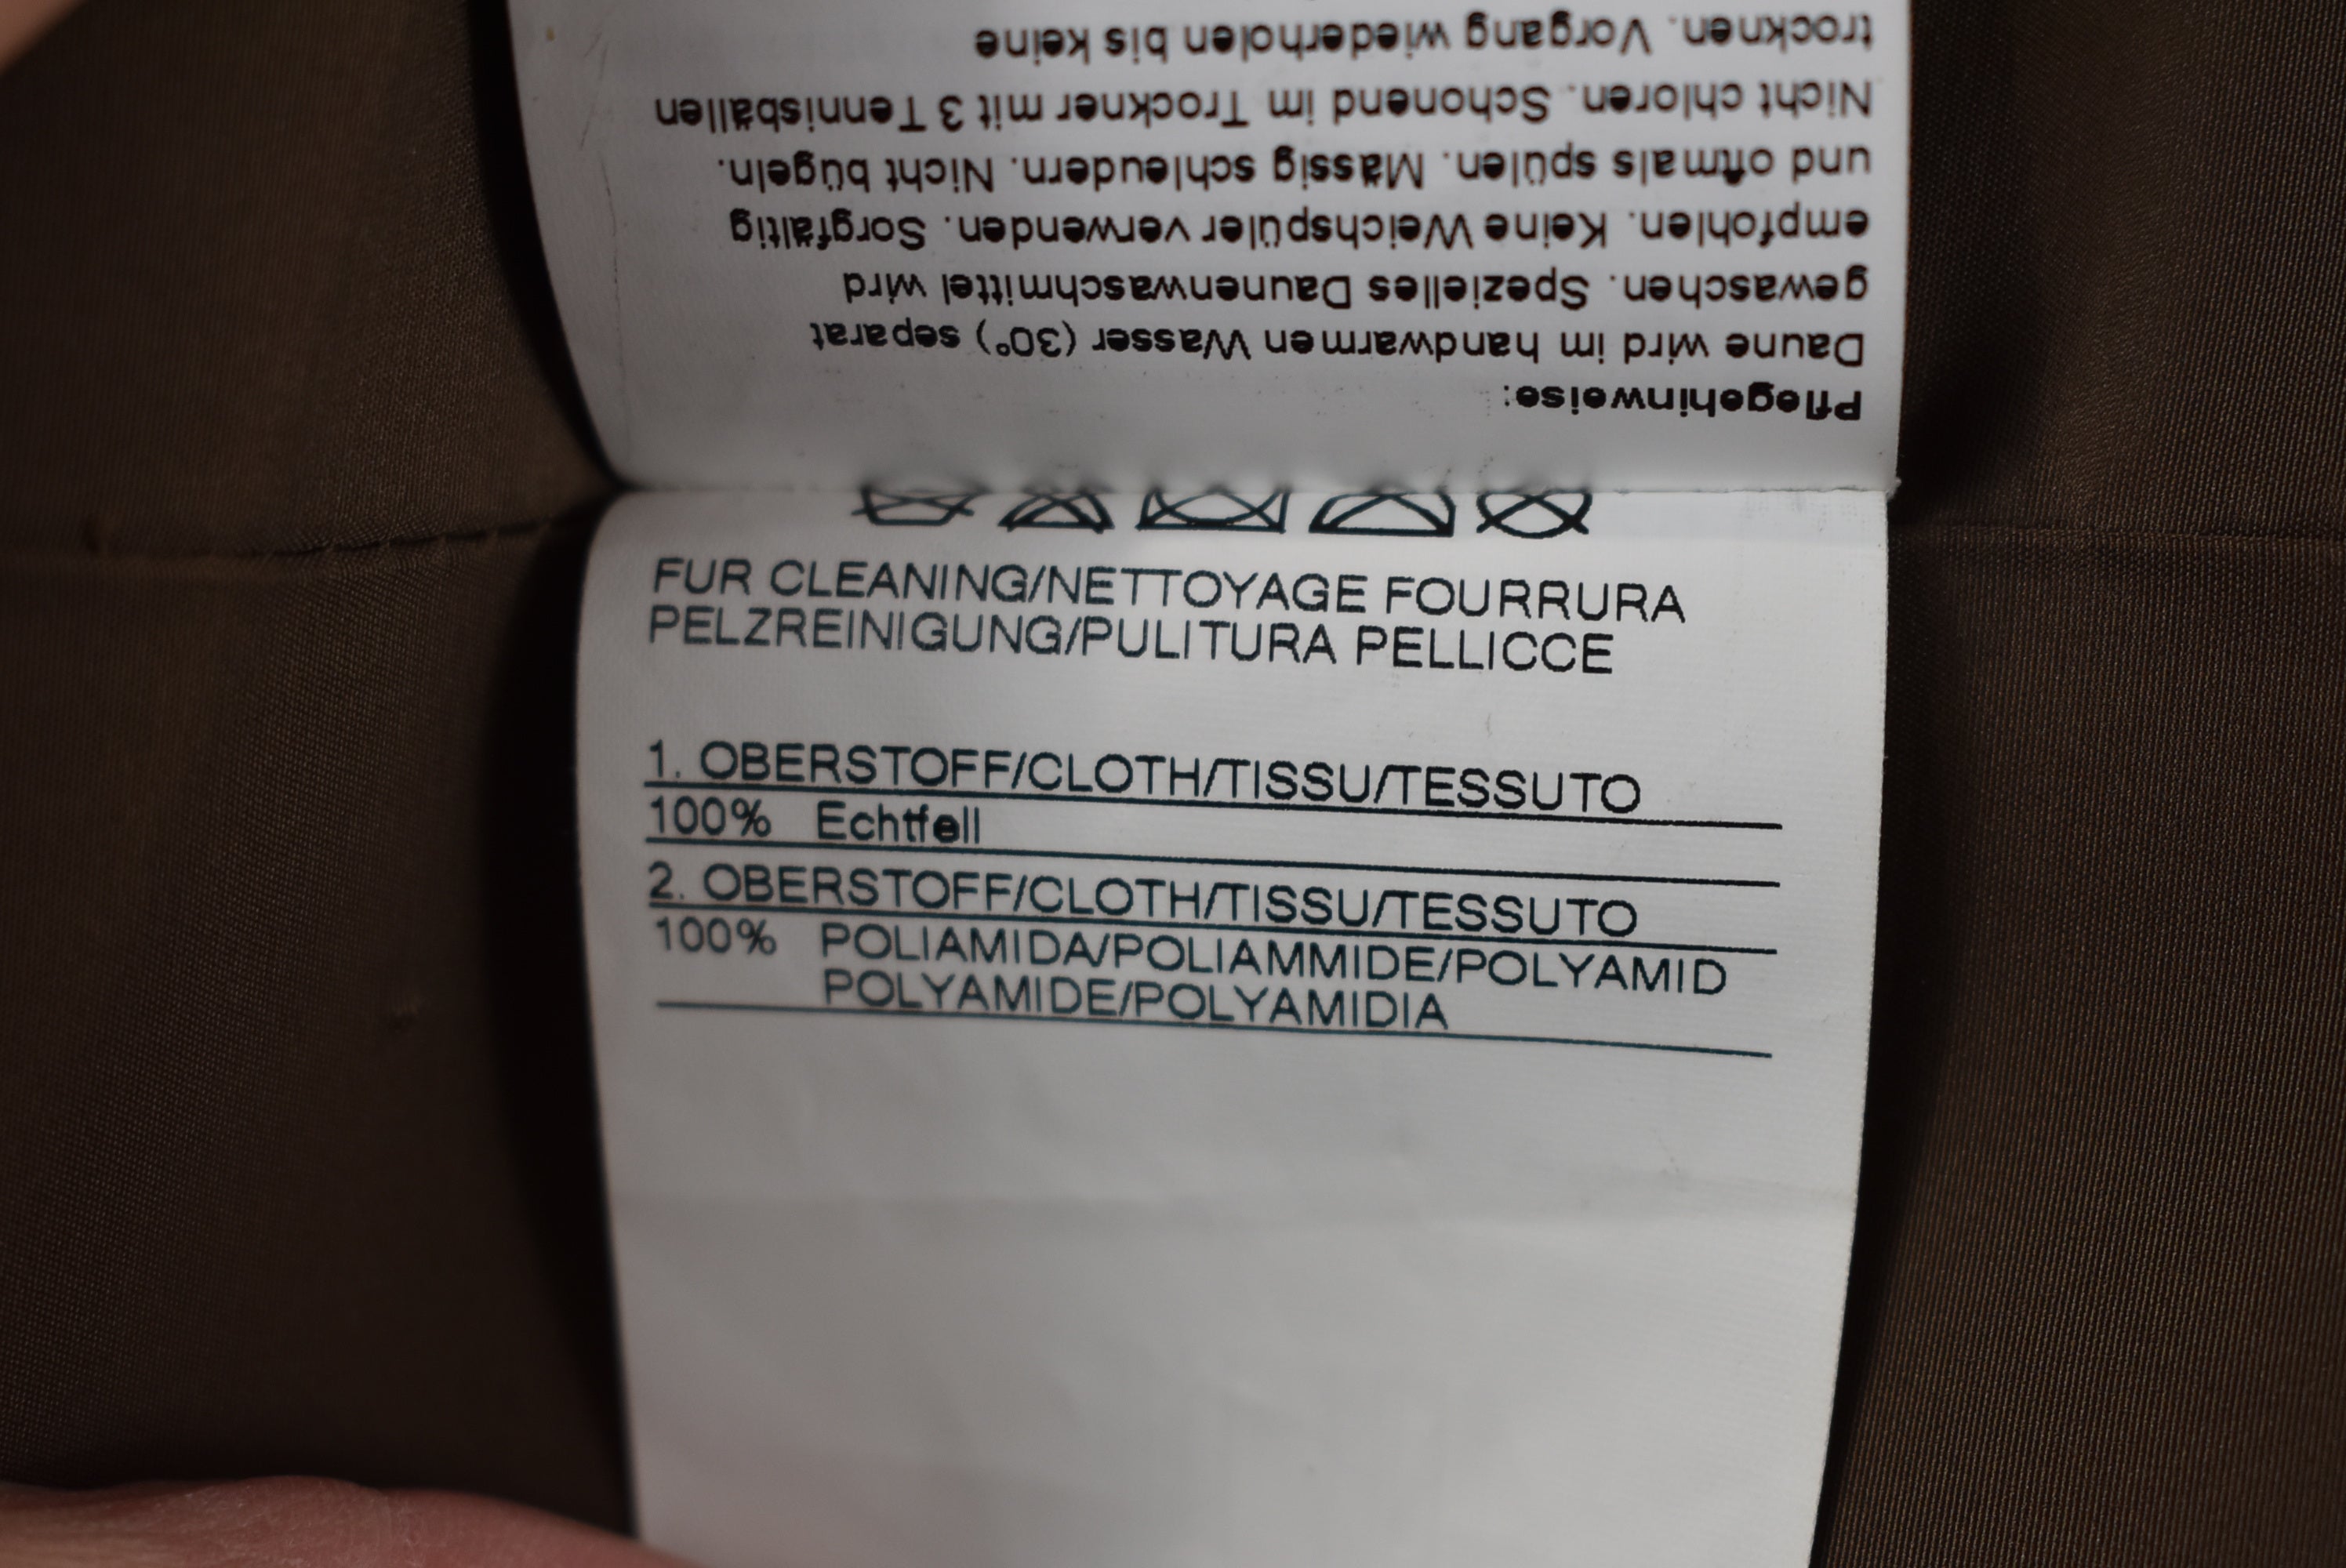 Pflegehinweise:
Daune wird im handwarmen Wasser (30°) separat
gewaschen. Spezielles Daunenwaschmittel wird
empfohlen. Keine Weichspüler verwenden. Sorgfältig
und oftmals spülen. Mässig schleudern. Nicht bügeln.
Nicht chloren. Schonend im Trockner mit 3 Tennisbällen
trocknen. Vorgang wiederholen bis keine
FUR CLEANING/NETTOYAGE FOURRURA
PELZREINIGUNG/PULITURA PELLICCE
1. OBERSTOFF/CLOTH/TISSU/TESSUTO
100% Echtfell
2. OBERSTOFF/CLOTH/TISSU/TESSUTO
100% POLIAMIDA/POLIAMMIDE/POLYAMID
POLYAMIDE/POLYAMIDIA